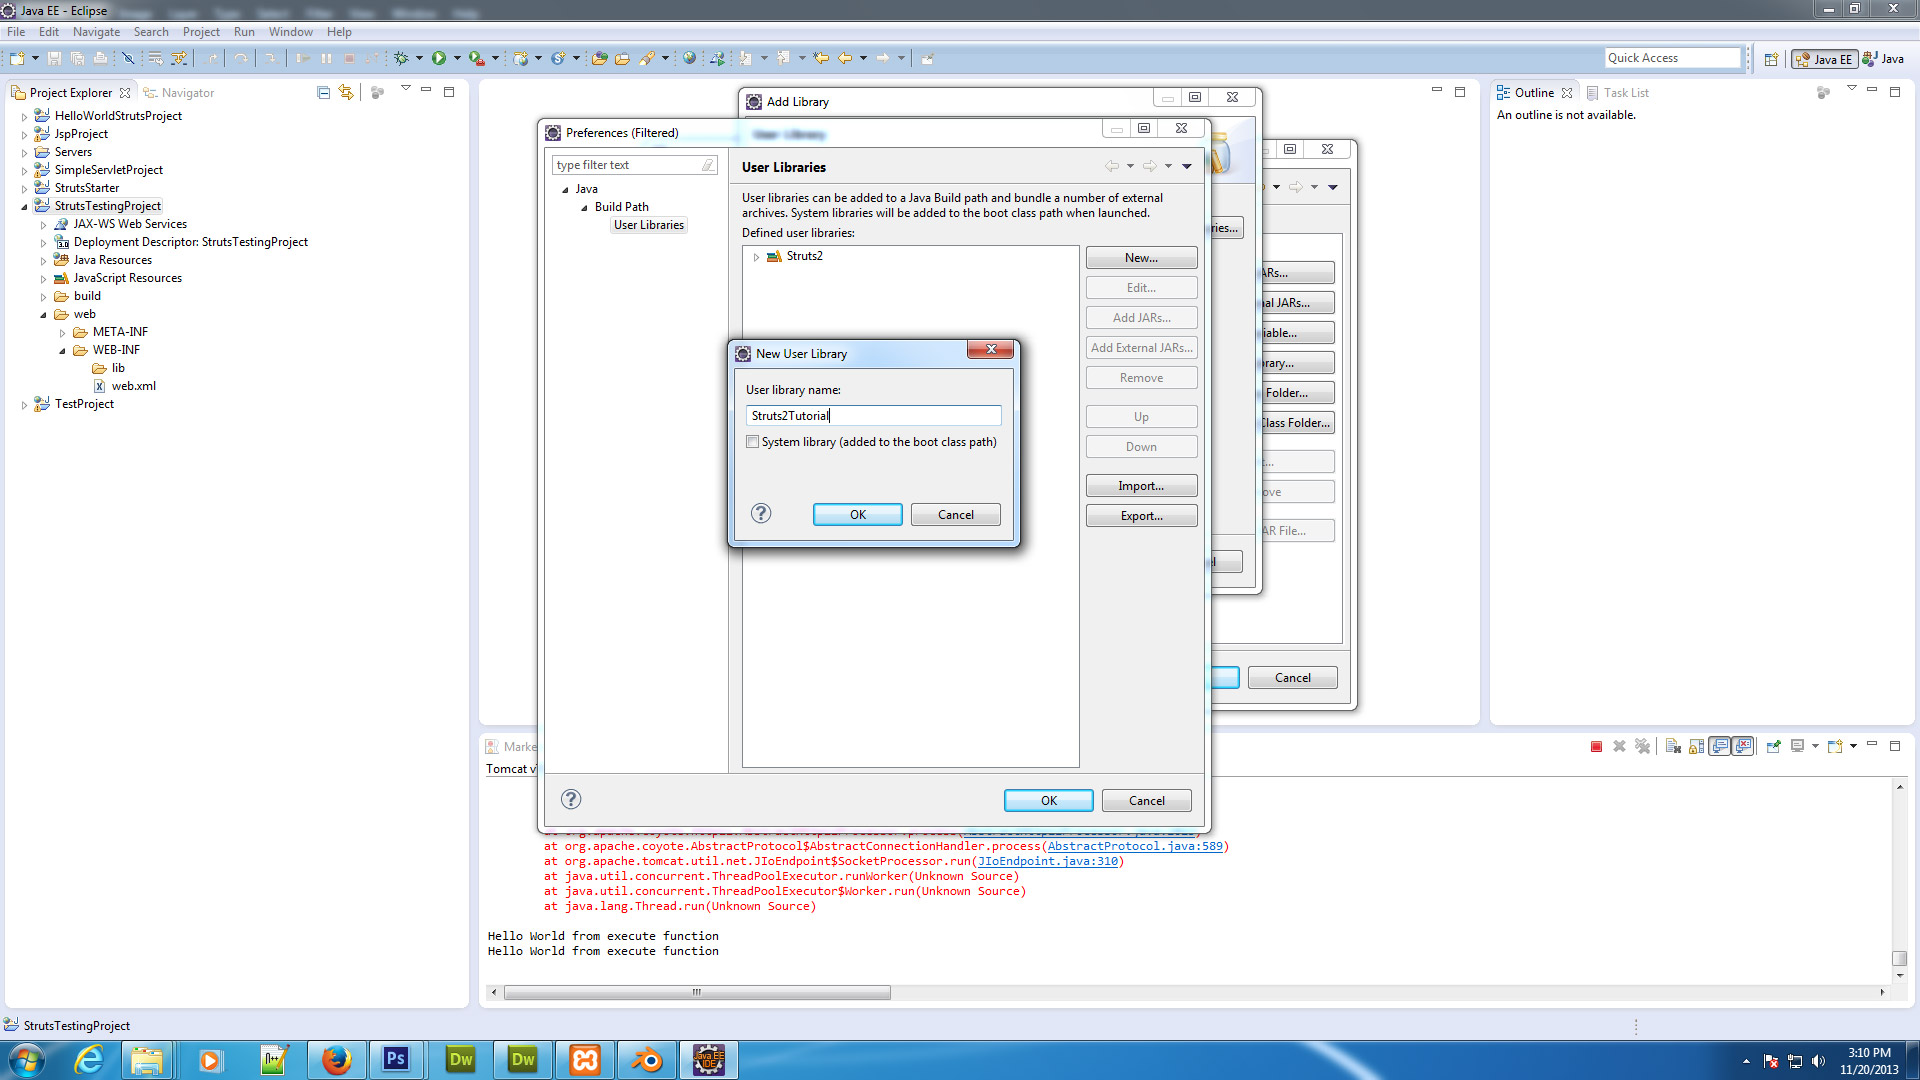 Java EE - Eclipse
File Edit Navigate Search Project Run Window Help
Quick Access
Java EE
Java
Project Explorer
Navigator
HelloWorldStrutsProject
JspProject
Servers
SimpleServletProject
StrutsStarter
StrutsTestingProject
JAX-WS Web Services
Deployment Descriptor: StrutsTestingProject
Java Resources
JavaScript Resources
build
web
META-INF
WEB-INF
lib
web.xml
TestProject
Add Library
User Library
Preferences (Filtered)
type filter text
Java
Build Path
User Libraries
User Libraries
User libraries can be added to a Java Build path and bundle a number of external
archives. System libraries will be added to the boot class path when launched.
Defined user libraries:
Struts2
New...
Edit...
Add JARs...
Add External JARs...
Remove
Up
Down
Import...
Export...
New User Library
User library name:
Struts2Tutorial
System library (added to the boot class path)
OK
Cancel
OK
Cancel
ries...
ARs...
nal JARs...
iable...
rary...
Folder...
Class Folder...
ove
AR File...
Cancel
Outline
Task List
An outline is not available.
Marke
Tomcat v
at org.apache.coyote.AbstractProtocol$AbstractConnectionHandler.process(AbstractProtocol.java:589)
at org.apache.tomcat.util.net.JIoEndpoint$SocketProcessor.run(JIoEndpoint.java:310)
at java.util.concurrent.ThreadPoolExecutor.runWorker(Unknown Source)
at java.util.concurrent.ThreadPoolExecutor$Worker.run(Unknown Source)
at java.lang.Thread.run(Unknown Source)
Hello World from execute function
Hello World from execute function
StrutsTestingProject
Ps
Dw
Dw
Java EE
IDE
3:10 PM
11/20/2013